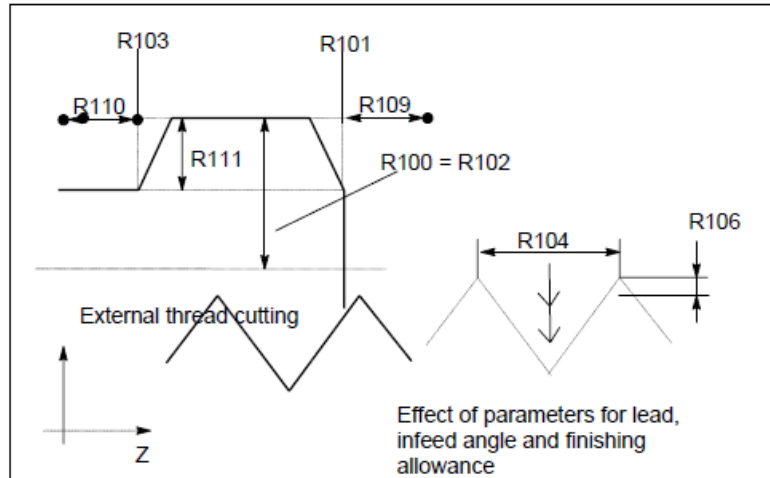 R103
R101
R110
R109
R111
R100 = R102
R106
R104
External thread cutting
Z
Effect of parameters for lead,
infeed angle and finishing
allowance